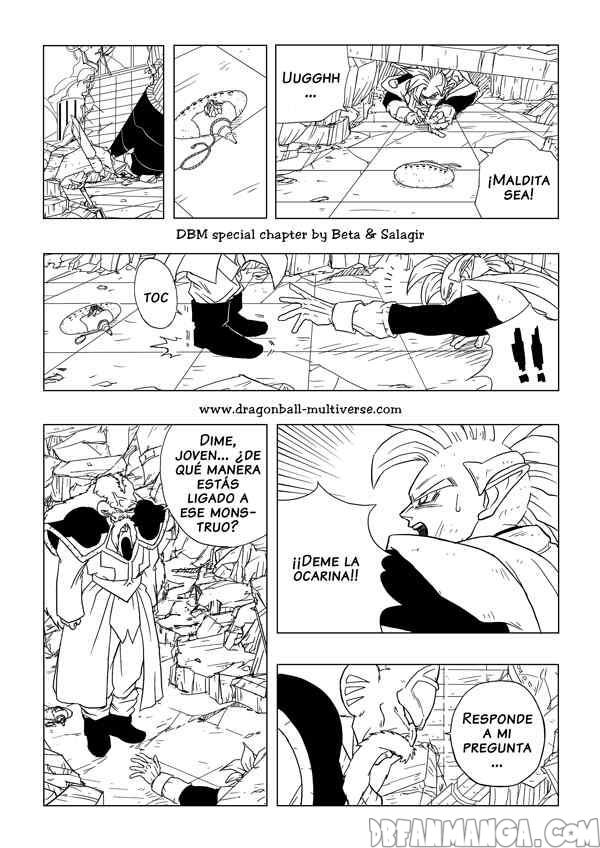 UUGGHH
...
¡MALDITA
SEA!
DBM special chapter by Beta & Salagir
TOC
!!
www.dragonball-multiverse.com
DIME,
JOVEN... ¿DE
QUÉ MANERA
ESTÁS
LIGADO A
ESE MONS-
TRUO?
¡¡DEME LA
OCARINA!!
RESPONDE
A MI
PREGUNTA
...
DBFANMANGA.COM